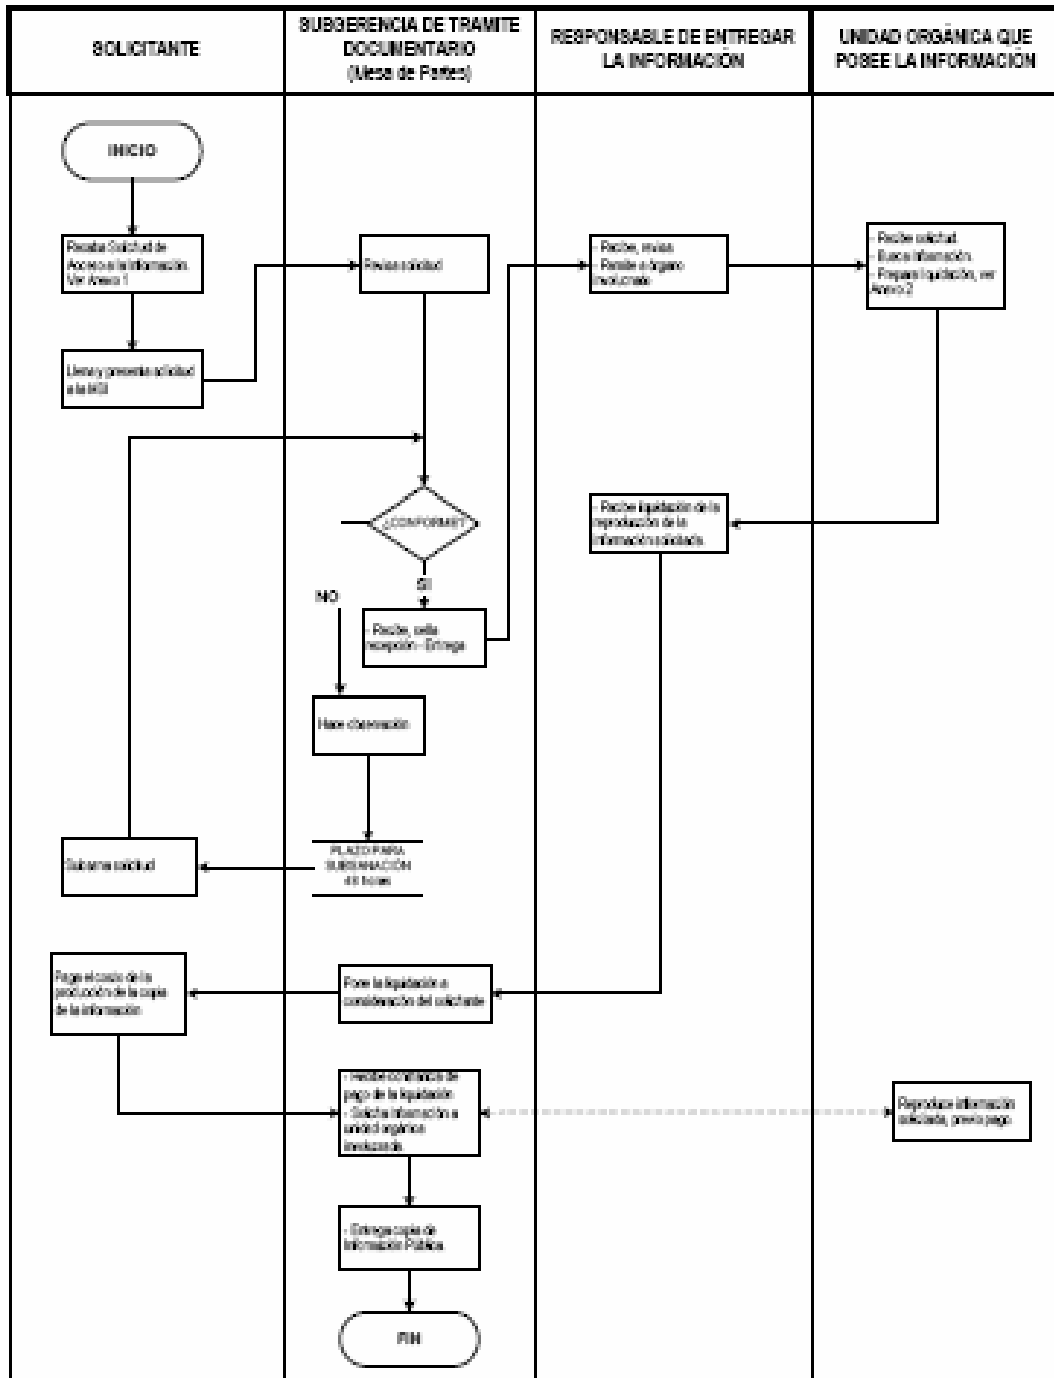 SOLICITANTE
SUBGERENCIA DE TRAMITE
DOCUMENTARIO
(Mesa de Partes)
RESPONSABLE DE ENTREGAR
LA INFORMACIÓN
UNIDAD ORGÁNICA QUE
POSEE LA INFORMACIÓN
INICIO
Recaba Solicitud de
Acceso a la Información.
Ver Anexo 1
Revisa solicitud
- Recibe, revisa
- Remite a órgano
involucrado
- Recibe solicitud.
- Busca información.
- Prepara liquidación, ver
Anexo 2
Llena y presenta solicitud
a la
¿CONFORME?
SI
NO
- Recibe liquidación de la
reproducción de la
información solicitada.
- Recibe, sella
recepción - Entrega
Hace observación
PLAZO PARA
SUBSANACIÓN
48 horas
Subsana solicitud
Paga el costo de la
producción de la copia
de la información
Pone la liquidación a
consideración del solicitante
- Recibe constancia de
pago de la liquidación
- Solicita información a
unidad orgánica
involucrada
Reproduce información
solicitada, previo pago
- Entrega copia de
Información Pública
FIN